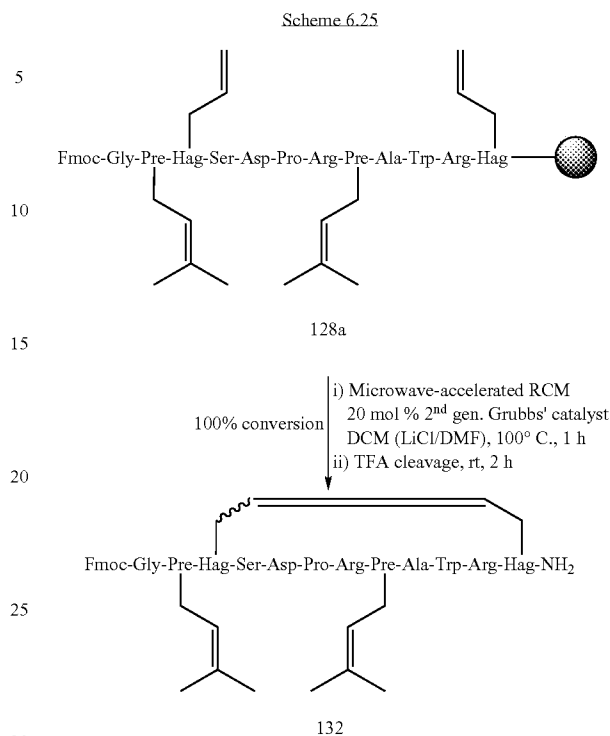 Scheme 6.25
5
Fmoc-Gly-Pre-Hag-Ser-Asp-Pro-Arg-Pre-Ala-Trp-Arg-Hag
10
128a
15
100% conversion
i) Microwave-accelerated RCM
20 mol % 2nd gen. Grubbs' catalyst
DCM (LiCl/DMF), 100° C., 1 h
ii) TFA cleavage, rt, 2 h
20
Fmoc-Gly-Pre-Hag-Ser-Asp-Pro-Arg-Pre-Ala-Trp-Arg-Hag-NH2
25
132